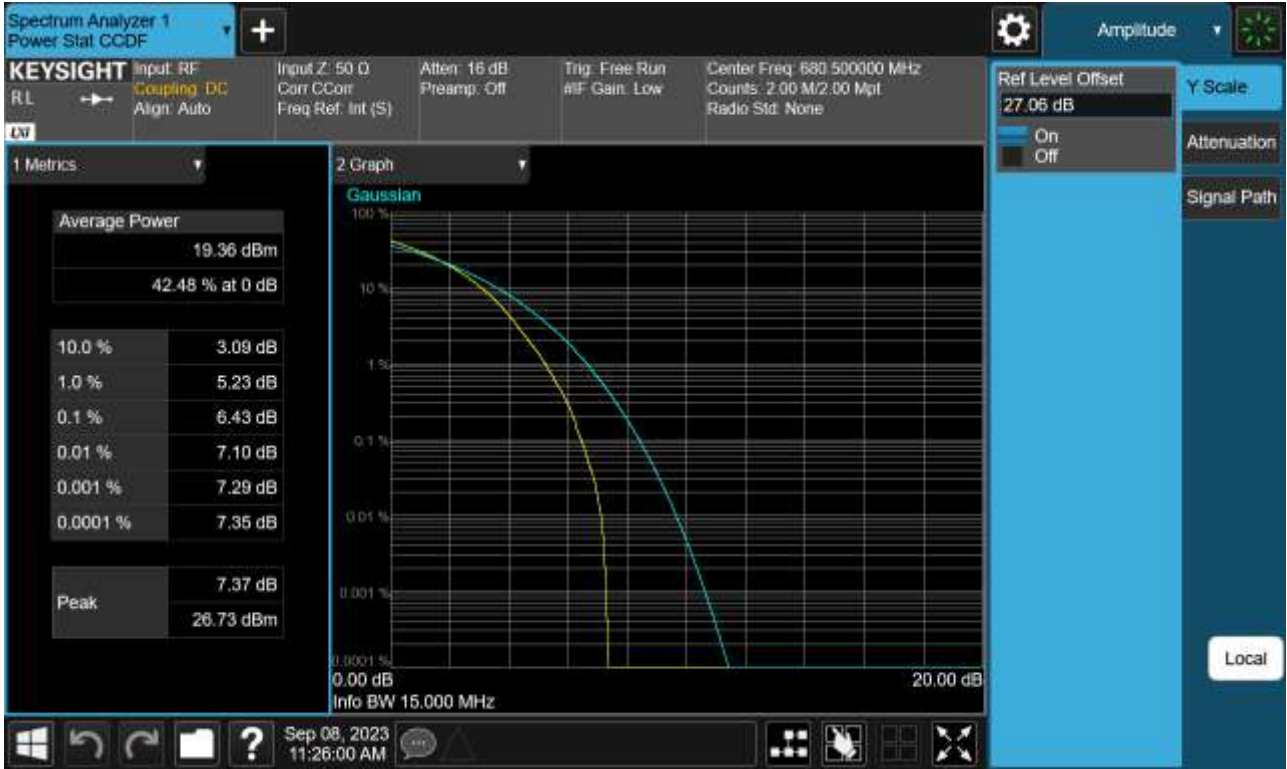 Spectrum Analyzer 1
Power Stat CCDF
+
Amplitude
KEYSIGHT
RL
LXI
Input: RF
Coupling: DC
Align: Auto
Input Z: 50 Ω
Corr CCorr
Freq Ref: Int (S)
Atten: 16 dB
Preamp: Off
Trig: Free Run
#IF Gain: Low
Center Freq: 680.500000 MHz
Counts: 2.00 M/2.00 Mpt
Radio Std: None
Ref Level Offset
27.06 dB
On
Off
Y Scale
Attenuation
Signal Path
1 Metrics
Average Power
19.36 dBm
42.48 % at 0 dB
10.0 % 3.09 dB
1.0 % 5.23 dB
0.1 % 6.43 dB
0.01 % 7.10 dB
0.001 % 7.29 dB
0.0001 % 7.35 dB
Peak
7.37 dB
26.73 dBm
2 Graph
Gaussian
100 %
10 %
1 %
0.1 %
0.01 %
0.001 %
0.0001 %
0.00 dB 20.00 dB
Info BW 15.000 MHz
Local
?
Sep 08, 2023
11:26:00 AM